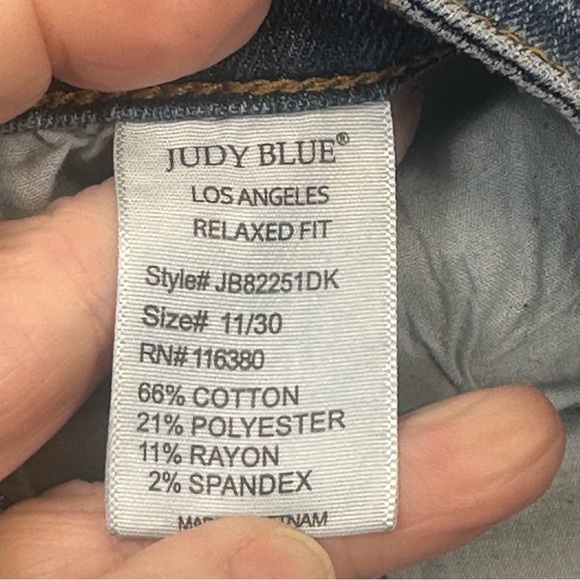 JUDY BLUE®
LOS ANGELES
RELAXED FIT
Style# JB82251DK
Size# 11/30
RN# 116380
66% COTTON
21% POLYESTER
11% RAYON
2% SPANDEX